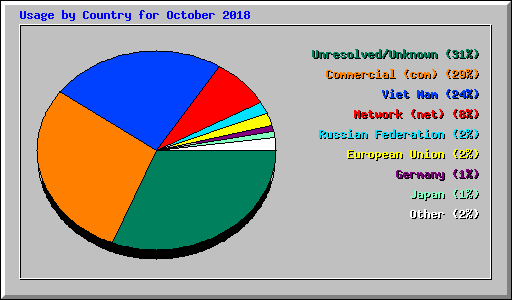 Usage by Country for October 2018
Unresolved/Unknown (31%)
Commercial (com) (29%)
Viet Nam (24%)
Network (net) (8%)
Russian Federation (2%)
European Union (2%)
Germany (1%)
Japan (1%)
Other (2%)